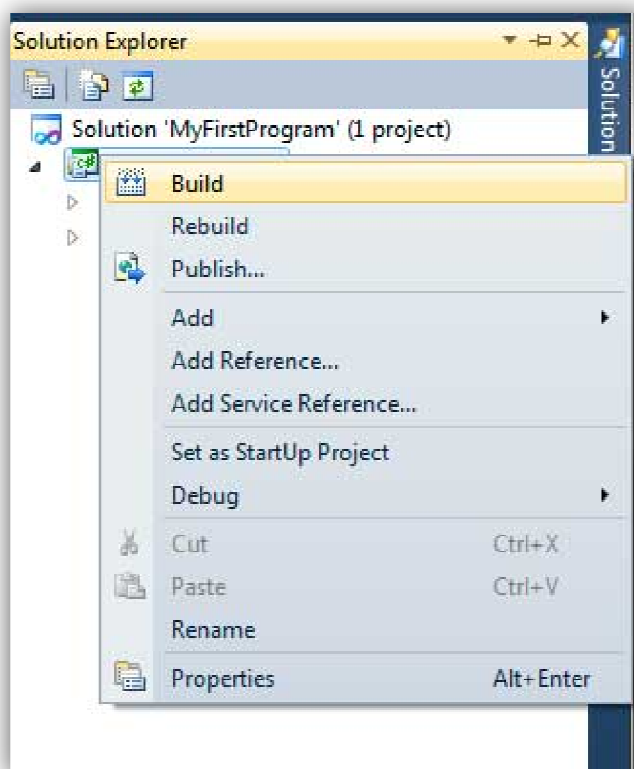 Solution Explorer
Solution 'MyFirstProgram' (1 project)
C#
Build
Rebuild
Publish...
Add
Add Reference...
Add Service Reference...
Set as StartUp Project
Debug
Cut Ctrl+X
Paste Ctrl+V
Rename
Properties Alt+Enter
Solution